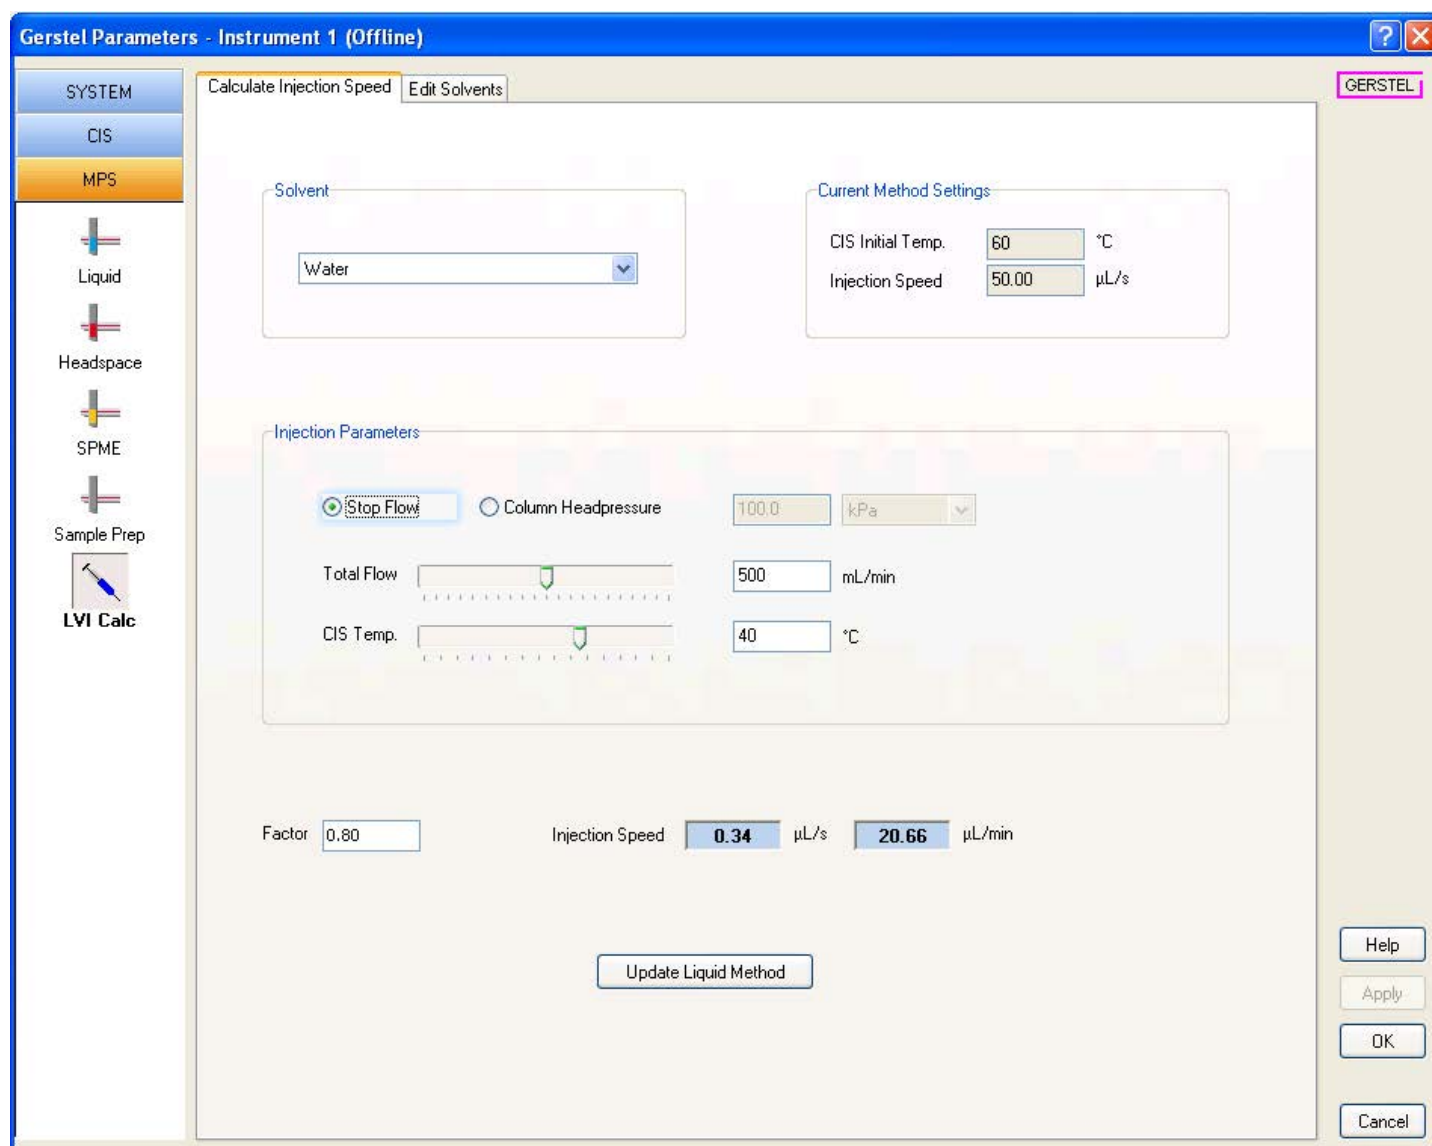 Gerstel Parameters - Instrument 1 (Offline)
SYSTEM
CIS
MPS
Liquid
Headspace
SPME
Sample Prep
LVI Calc
Calculate Injection Speed
Edit Solvents
GERSTEL
Solvent
Water
Current Method Settings
CIS Initial Temp. 60 °C
Injection Speed 50.00 µL/s
Injection Parameters
Stop Flow Column Headpressure 100.0 kPa
Total Flow 500 mL/min
CIS Temp. 40 °C
Factor 0.80 Injection Speed 0.34 µL/s 20.66 µL/min
Update Liquid Method
Help
Apply
OK
Cancel